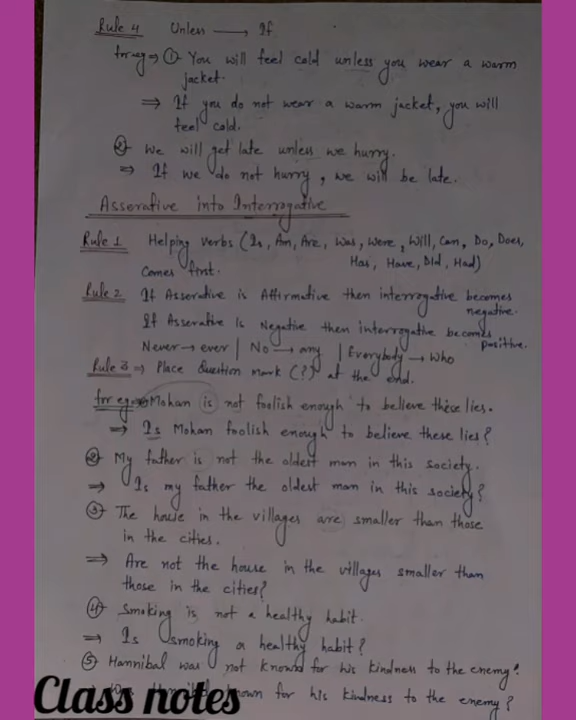 Rule 4 Unless ⟶ If
for eg ⇒ ① You will feel cold unless you wear a warm
jacket.
⇒ If you do not wear a warm jacket, you will
feel cold.
② We will get late unless we hurry.
⇒ If we do not hurry, we will be late.
Asserative into Interrogative
Rule 1 Helping verbs (Is, Am, Are, Was, Were, Will, Can, Do, Does,
Has, Have, Did, Had)
Comes first.
Rule 2 If Asserative is Affirmative then interrogative becomes
negative.
If Asserative Is Negative then interrogative becomes
positive.
Never → ever | No → any | Everybody → Who
Rule 3 ⇒ Place Question mark (?) at the end.
for eg. ⇒ Mohan is not foolish enough to believe these lies.
⇒ Is Mohan foolish enough to believe these lies?
② My father is not the oldest man in this society.
⇒ Is my father the oldest man in this society?
③ The house in the villages are smaller than those
in the cities.
⇒ Are not the house in the villages smaller than
those in the cities?
④ Smoking is not a healthy habit.
⇒ Is smoking a healthy habit?
⑤ Hannibal was not known for his kindness to the enemy.
known for his kindness to the enemy?
Class notes